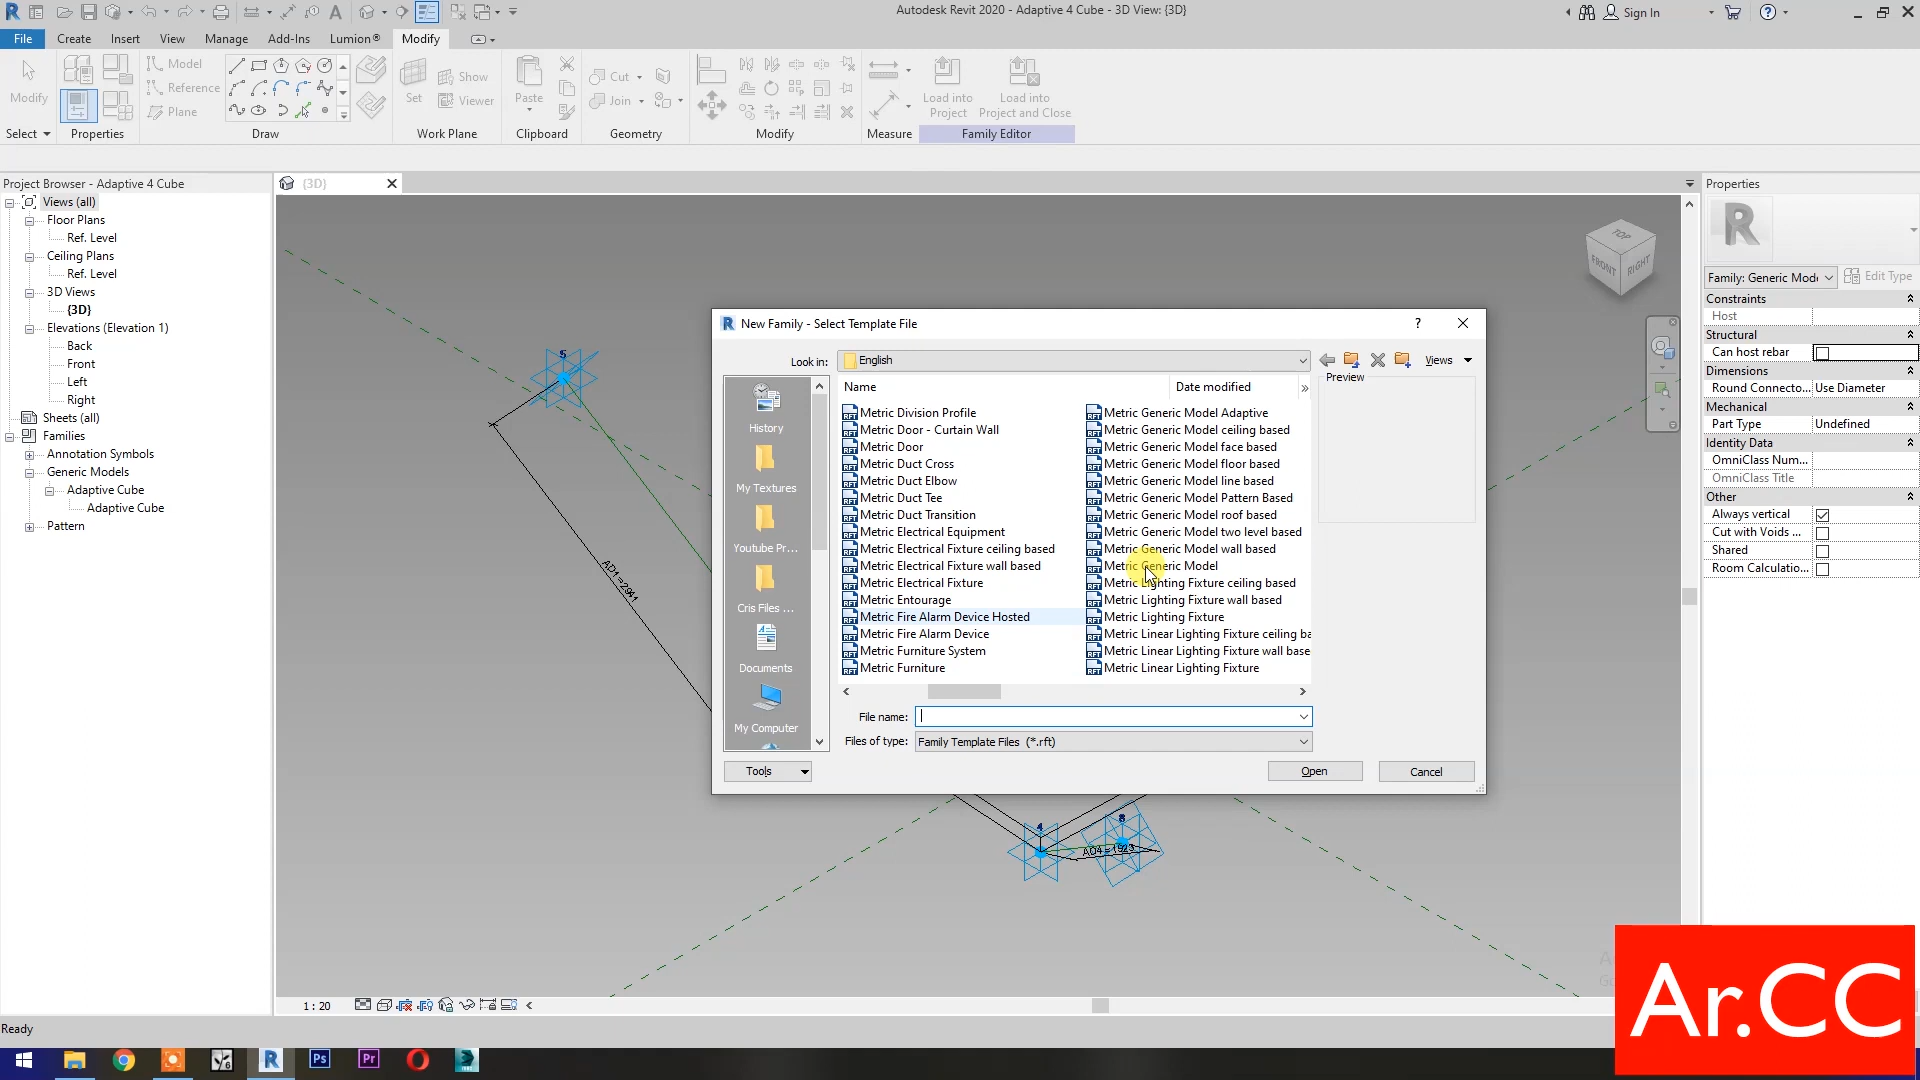 Autodesk Revit 2020 - Adaptive 4 Cube - 3D View: {3D}
Sign In
File
Create
Insert
View
Manage
Add-Ins
Lumion®
Modify
Modify
Model
Reference
Plane
Set
Show
Viewer
Paste
Cut
Join
Load into
Project
Load into
Project and Close
Select
Properties
Draw
Work Plane
Clipboard
Geometry
Modify
Measure
Family Editor
Project Browser - Adaptive 4 Cube
Views (all)
Floor Plans
Ref. Level
Ceiling Plans
Ref. Level
3D Views
{3D}
Elevations (Elevation 1)
Back
Front
Left
Right
Sheets (all)
Families
Annotation Symbols
Generic Models
Adaptive Cube
Adaptive Cube
Pattern
{3D}
TOP
FRONT
RIGHT
5
AD1 =2941
4
8
AD4 =1923
New Family - Select Template File
Look in:
English
Views
Preview
Name
Date modified
History
My Textures
Youtube Pr...
Cris Files ...
Documents
My Computer
Metric Division Profile
Metric Door - Curtain Wall
Metric Door
Metric Duct Cross
Metric Duct Elbow
Metric Duct Tee
Metric Duct Transition
Metric Electrical Equipment
Metric Electrical Fixture ceiling based
Metric Electrical Fixture wall based
Metric Electrical Fixture
Metric Entourage
Metric Fire Alarm Device Hosted
Metric Fire Alarm Device
Metric Furniture System
Metric Furniture
Metric Generic Model Adaptive
Metric Generic Model ceiling based
Metric Generic Model face based
Metric Generic Model floor based
Metric Generic Model line based
Metric Generic Model Pattern Based
Metric Generic Model roof based
Metric Generic Model two level based
Metric Generic Model wall based
Metric Generic Model
Metric Lighting Fixture ceiling based
Metric Lighting Fixture wall based
Metric Lighting Fixture
Metric Linear Lighting Fixture ceiling ba
Metric Linear Lighting Fixture wall base
Metric Linear Lighting Fixture
File name:
Files of type:
Family Template Files (*.rft)
Tools
Open
Cancel
Properties
Family: Generic Mode
Edit Type
Constraints
Host
Structural
Can host rebar
Dimensions
Round Connecto...
Use Diameter
Mechanical
Part Type
Undefined
Identity Data
OmniClass Num...
OmniClass Title
Other
Always vertical
Cut with Voids ...
Shared
Room Calculatio...
1 : 20
Ready
Ar.CC